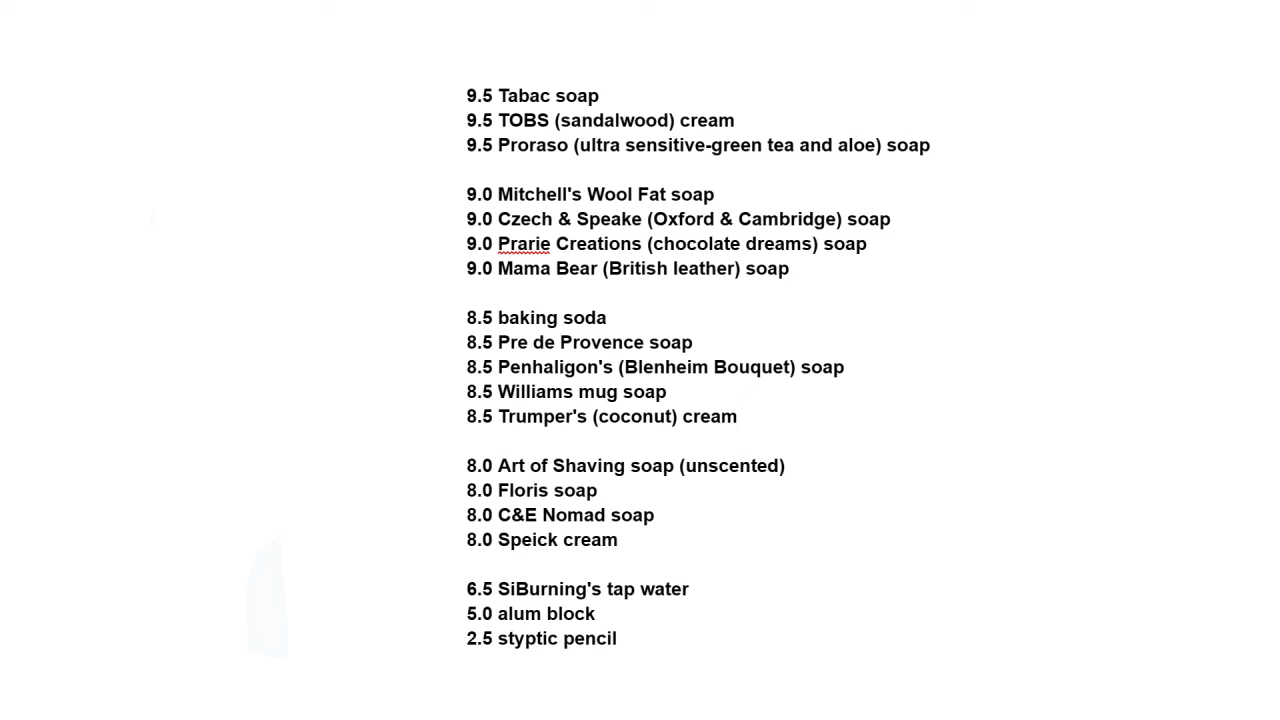 9.5 Tabac soap
9.5 TOBS (sandalwood) cream
9.5 Proraso (ultra sensitive-green tea and aloe) soap
9.0 Mitchell's Wool Fat soap
9.0 Czech & Speake (Oxford & Cambridge) soap
9.0 Prarie Creations (chocolate dreams) soap
9.0 Mama Bear (British leather) soap
8.5 baking soda
8.5 Pre de Provence soap
8.5 Penhaligon's (Blenheim Bouquet) soap
8.5 Williams mug soap
8.5 Trumper's (coconut) cream
8.0 Art of Shaving soap (unscented)
8.0 Floris soap
8.0 C&E Nomad soap
8.0 Speick cream
6.5 SiBurning's tap water
5.0 alum block
2.5 styptic pencil